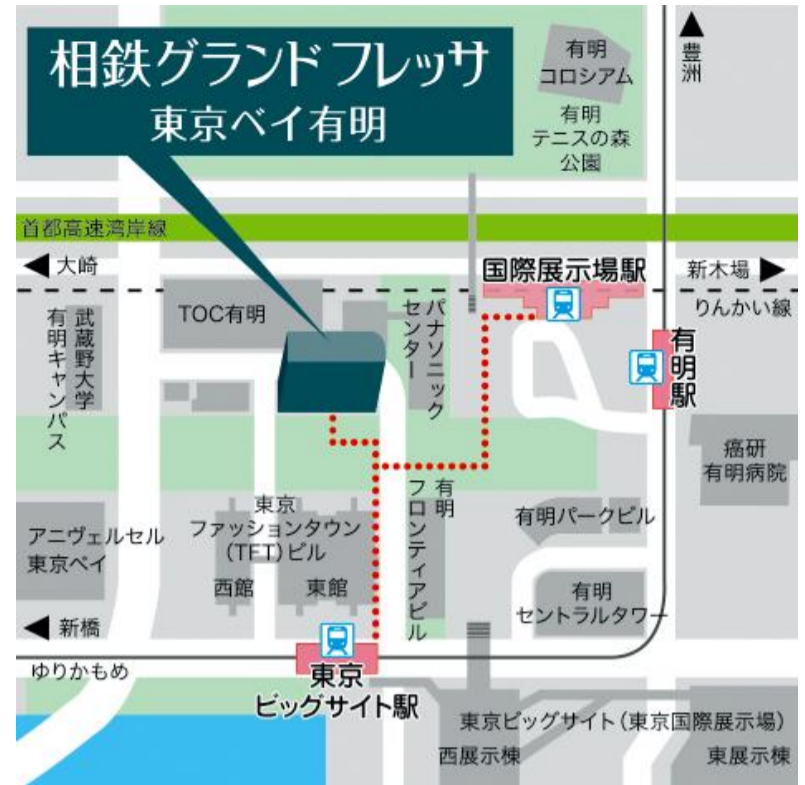 相鉄グランドフレッサ
東京ベイ有明
有明
コロシアム
有明
テニスの森
公園
豊洲
首都高速湾岸線
大崎
国際展示場駅
新木場
りんかい線
TOC有明
パナソニック
センター
武蔵野大学
有明キャンパス
有明駅
癌研
有明病院
東京
ファッションタウン
(TFT)ビル
西館
東館
有明
フロンティアビル
有明パークビル
アニヴェルセル
東京ベイ
有明
セントラルタワー
新橋
ゆりかもめ
東京
ビッグサイト駅
東京ビッグサイト(東京国際展示場)
西展示棟
東展示棟